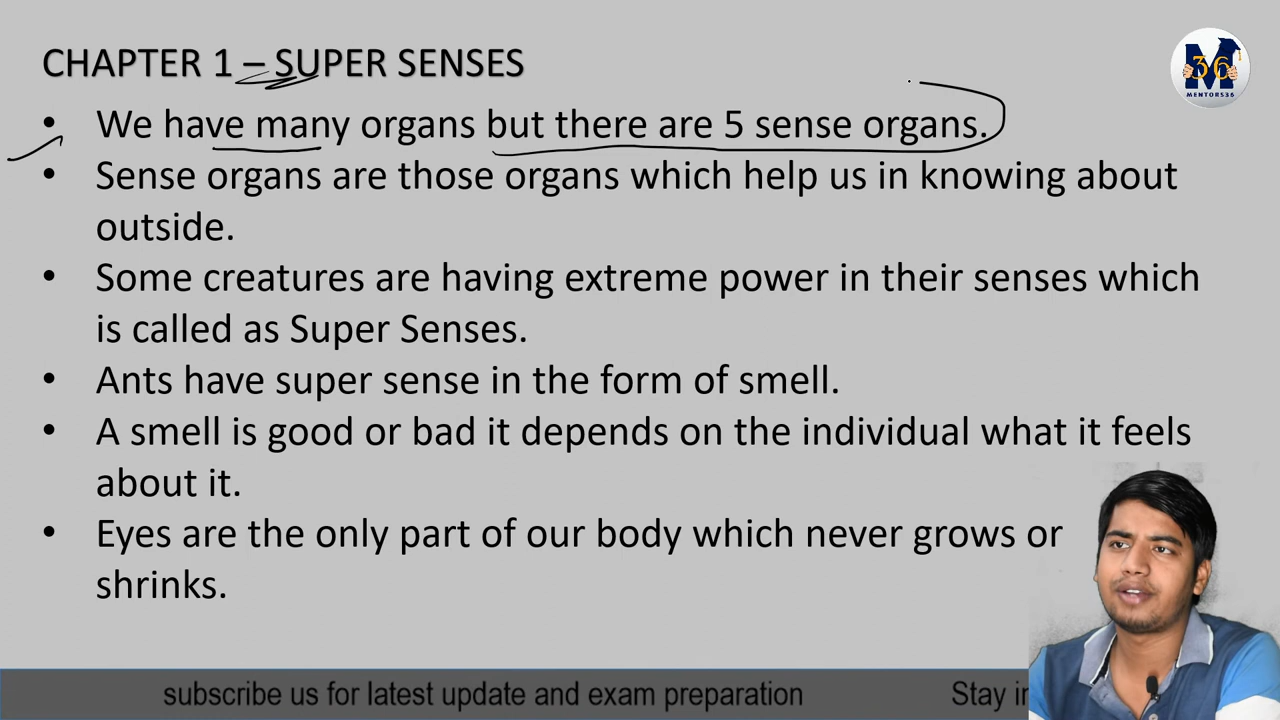 CHAPTER 1 – SUPER SENSES
36
MENTORS36
• We have many organs but there are 5 sense organs.
• Sense organs are those organs which help us in knowing about
outside.
• Some creatures are having extreme power in their senses which
is called as Super Senses.
• Ants have super sense in the form of smell.
• A smell is good or bad it depends on the individual what it feels
about it.
• Eyes are the only part of our body which never grows or
shrinks.
subscribe us for latest update and exam preparation Stay